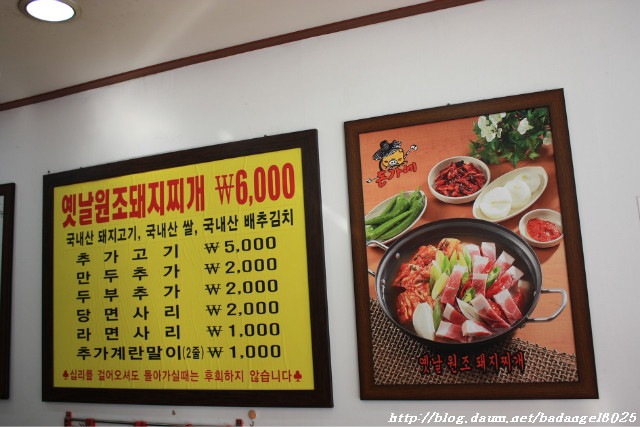 옛날원조돼지찌개 ₩6,000
국내산 돼지고기, 국내산 쌀, 국내산 배추김치
추가고기 ₩5,000
만두추가 ₩2,000
두부추가 ₩2,000
당면사리 ₩2,000
라면사리 ₩1,000
추가계란말이(2줄) ₩1,000
♣십리를 걸어오셔도 돌아가실때는 후회하지 않습니다♣
돈가네
옛날원조돼지찌개
http://blog.daum.net/badangel8025